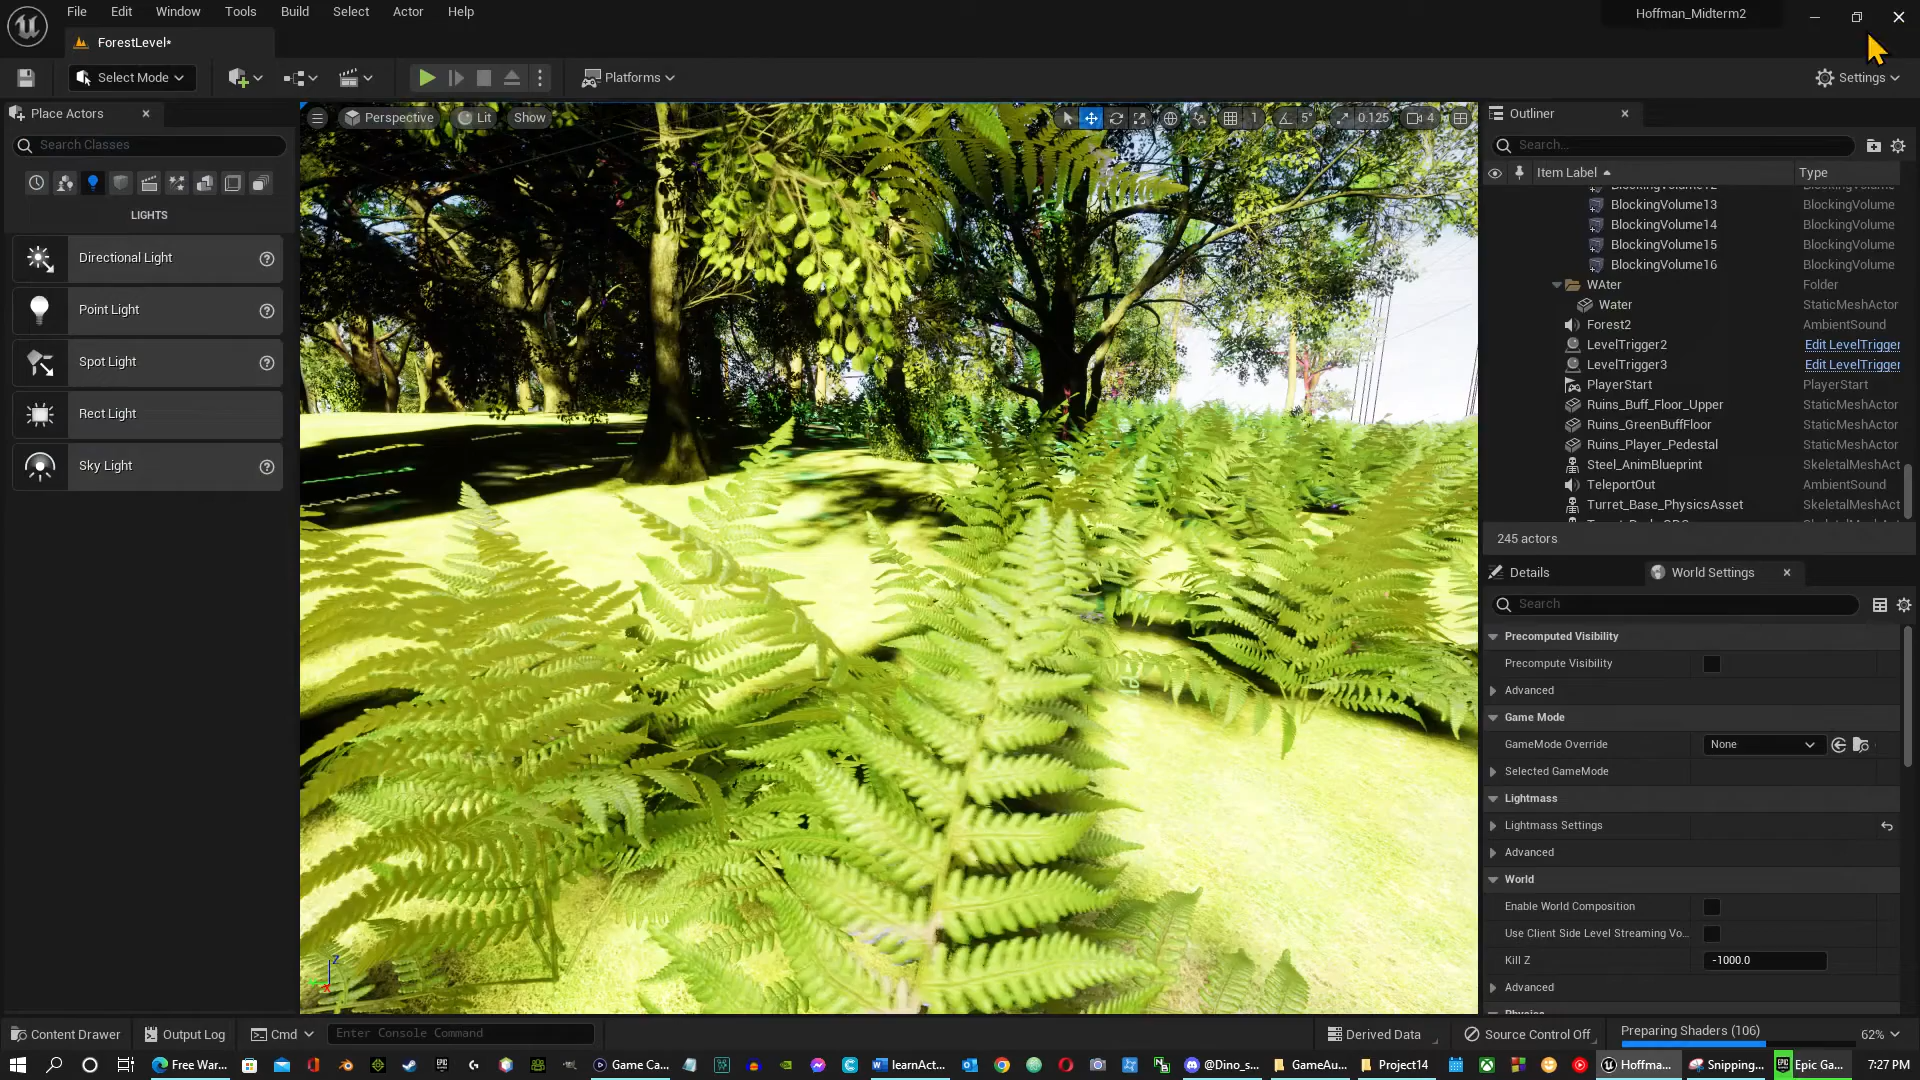 File Edit Window Tools Build Select Actor Help
Hoffman_Midterm2
ForestLevel*
Select Mode
Platforms
Settings
Place Actors
Search Classes
LIGHTS
Directional Light
Point Light
Spot Light
Rect Light
Sky Light
Perspective Lit Show
1 5° 0.125 4
Outliner
Search...
Item Label Type
BlockingVolume12 BlockingVolume
BlockingVolume13 BlockingVolume
BlockingVolume14 BlockingVolume
BlockingVolume15 BlockingVolume
BlockingVolume16 BlockingVolume
WAter Folder
Water StaticMeshActor
Forest2 AmbientSound
LevelTrigger2 Edit LevelTrigger
LevelTrigger3 Edit LevelTrigger
PlayerStart PlayerStart
Ruins_Buff_Floor_Upper StaticMeshActor
Ruins_GreenBuffFloor StaticMeshActor
Ruins_Player_Pedestal StaticMeshActor
Steel_AnimBlueprint SkeletalMeshAct
TeleportOut AmbientSound
Turret_Base_PhysicsAsset SkeletalMeshAct
245 actors
Details World Settings
Search
Precomputed Visibility
Precompute Visibility
Advanced
Game Mode
GameMode Override None
Selected GameMode
Lightmass
Lightmass Settings
Advanced
World
Enable World Composition
Use Client Side Level Streaming Vo...
Kill Z -1000.0
Advanced
Physics
Z
X
Content Drawer Output Log Cmd Enter Console Command Derived Data Source Control Off Preparing Shaders (106) 62%
Free War... Game Ca... learnAct... @Dino_s... GameAu... Project14 Hoffma... Snipping... Epic Ga... 7:27 PM